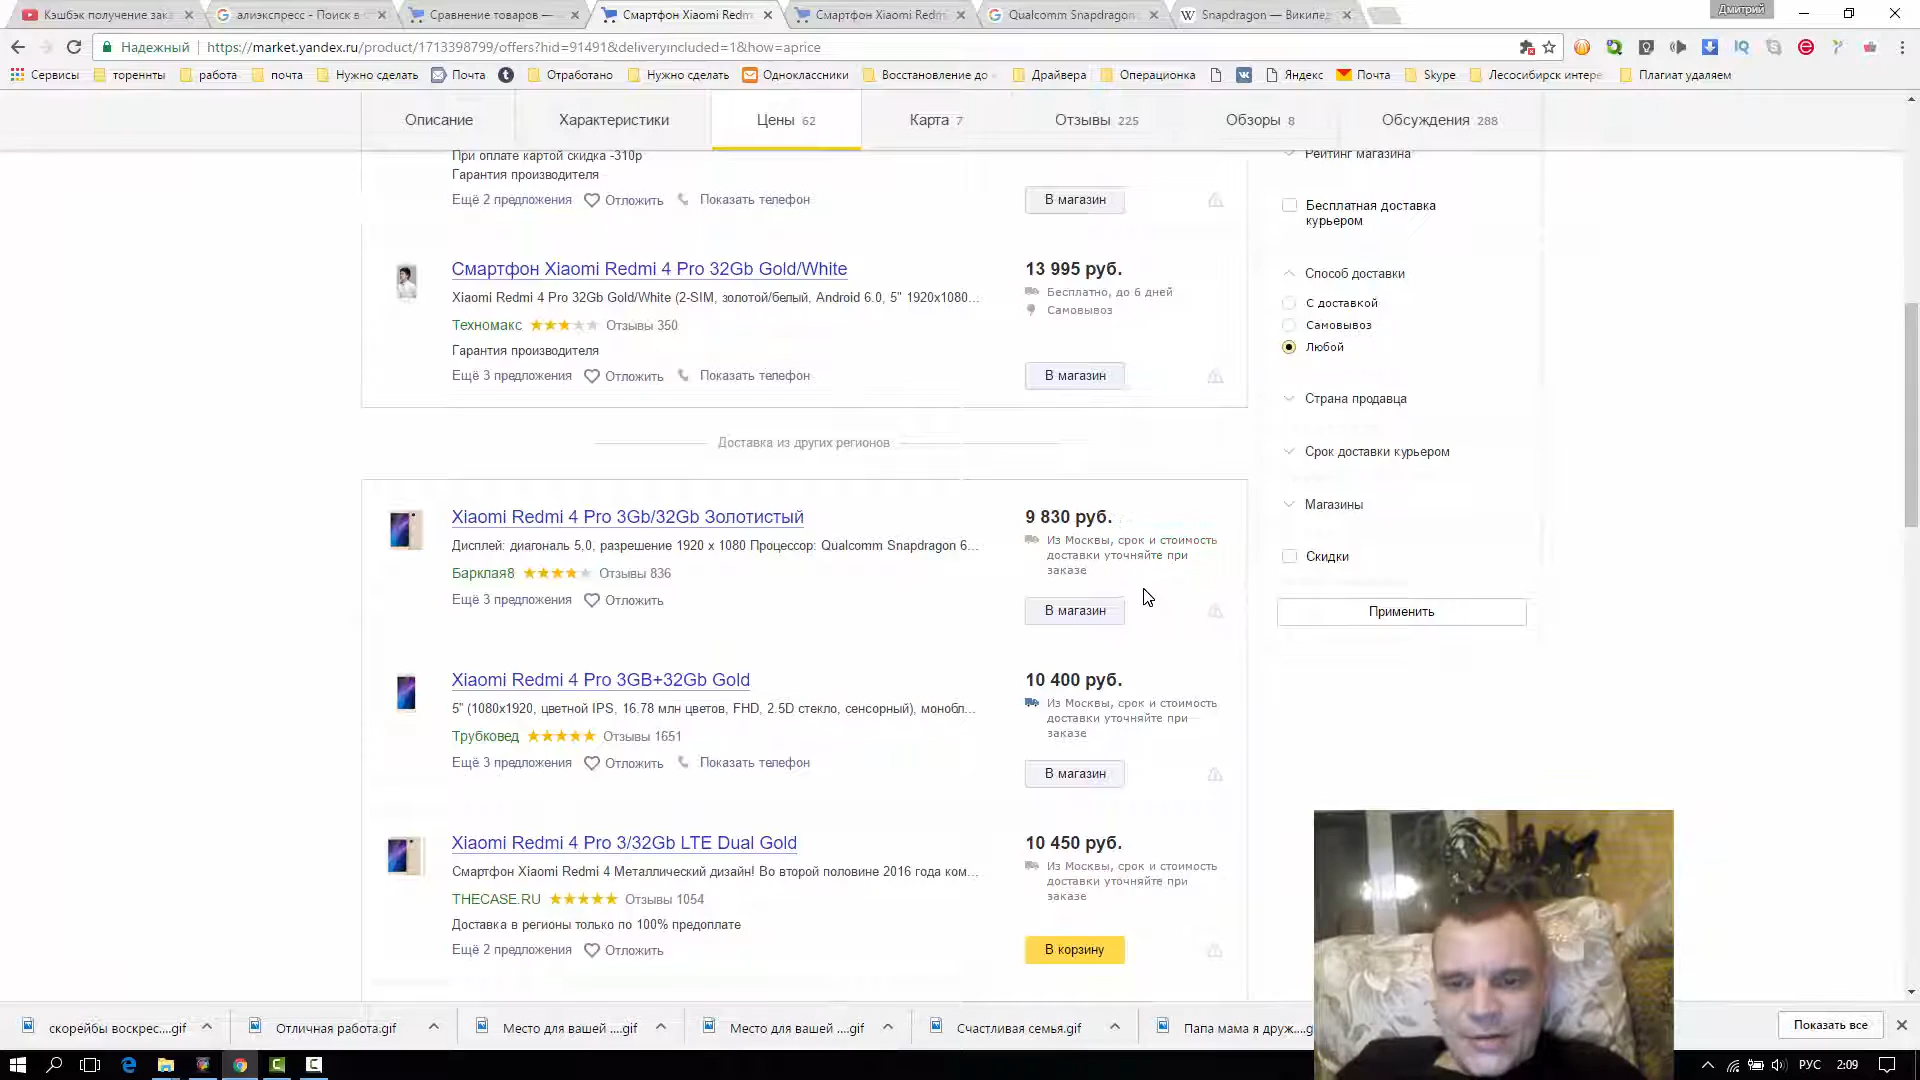 Кэшбэк получение зак
алиэкспресс - Поиск в
Сравнение товаров —
Смартфон Xiaomi Redm
Смартфон Xiaomi Redm
Qualcomm Snapdragon
Snapdragon — Википед
Дмитрий
Надежный
https://market.yandex.ru/product/1713398799/offers?hid=91491&deliveryincluded=1&how=aprice
Сервисы
тореннты
работа
почта
Нужно сделать
Почта
Отработано
Нужно сделать
Одноклассники
Восстановление до
Драйвера
Операционка
Яндекс
Почта
Skype
Лесосибирск интере
Плагиат удаляем
Описание
Характеристики
Цены 62
Карта 7
Отзывы 225
Обзоры 8
Обсуждения 288
При оплате картой скидка -310р
Гарантия производителя
Ещё 2 предложения
Отложить
Показать телефон
В магазин
Смартфон Xiaomi Redmi 4 Pro 32Gb Gold/White
Xiaomi Redmi 4 Pro 32Gb Gold/White (2-SIM, золотой/белый, Android 6.0, 5" 1920x1080...
Техномакс
Отзывы 350
Гарантия производителя
Ещё 3 предложения
Отложить
Показать телефон
13 995 руб.
Бесплатно, до 6 дней
Самовывоз
В магазин
Доставка из других регионов
Xiaomi Redmi 4 Pro 3Gb/32Gb Золотистый
Дисплей: диагональ 5,0, разрешение 1920 x 1080 Процессор: Qualcomm Snapdragon 6...
Барклая8
Отзывы 836
Ещё 3 предложения
Отложить
9 830 руб.
Из Москвы, срок и стоимость
доставки уточняйте при
заказе
В магазин
Xiaomi Redmi 4 Pro 3GB+32Gb Gold
5" (1080x1920, цветной IPS, 16.78 млн цветов, FHD, 2.5D стекло, сенсорный), монобл...
Трубковед
Отзывы 1651
Ещё 3 предложения
Отложить
Показать телефон
10 400 руб.
Из Москвы, срок и стоимость
доставки уточняйте при
заказе
В магазин
Xiaomi Redmi 4 Pro 3/32Gb LTE Dual Gold
Смартфон Xiaomi Redmi 4 Металлический дизайн! Во второй половине 2016 года ком...
THECASE.RU
Отзывы 1054
Доставка в регионы только по 100% предоплате
Ещё 2 предложения
Отложить
10 450 руб.
Из Москвы, срок и стоимость
доставки уточняйте при
заказе
В корзину
Рейтинг магазина
Бесплатная доставка
курьером
Способ доставки
С доставкой
Самовывоз
Любой
Страна продавца
Срок доставки курьером
Магазины
Скидки
Применить
скорейбы воскрес....gif
Отличная работа.gif
Место для вашей ....gif
Место для вашей ....gif
Счастливая семья.gif
Папа мама я друж....g
Показать все
РУС
2:09